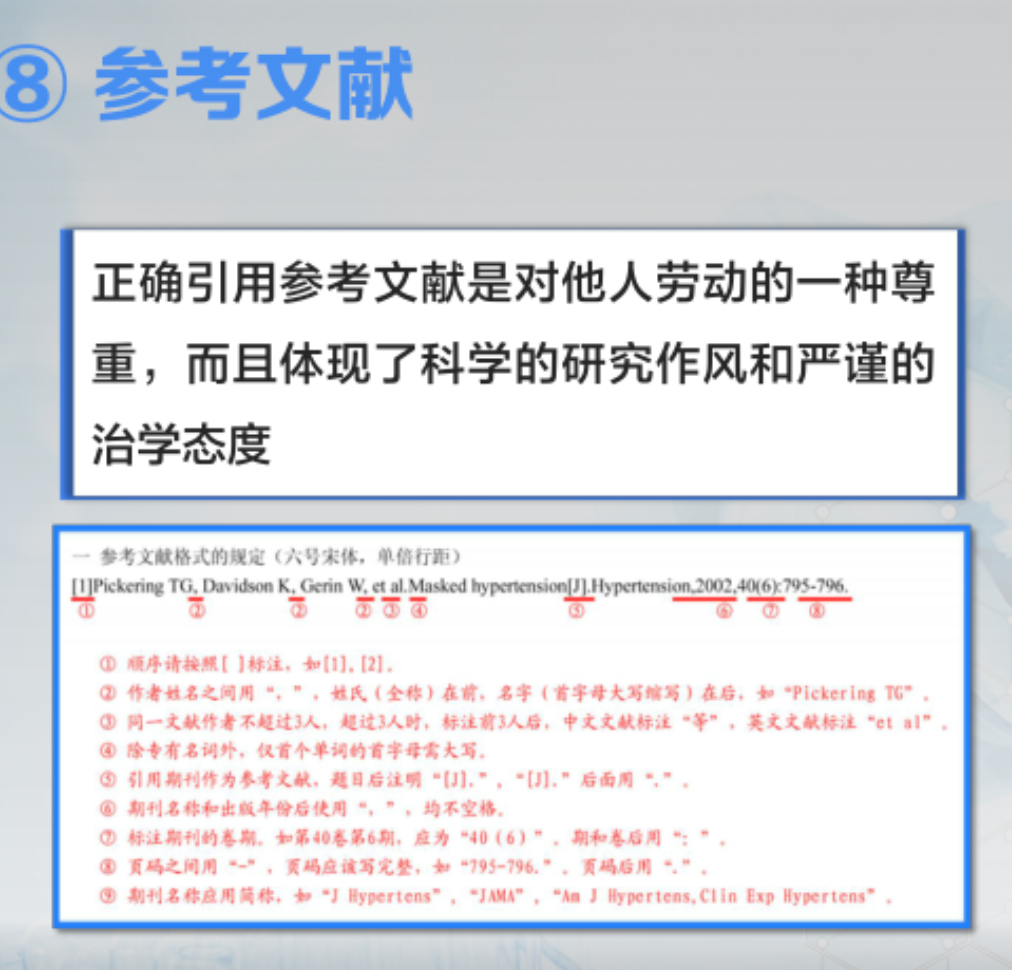 ⑧ 参考文献
正确引用参考文献是对他人劳动的一种尊
重，而且体现了科学的研究作风和严谨的
治学态度
一 参考文献格式的规定（六号宋体，单倍行距）
[1]Pickering TG, Davidson K, Gerin W, et al.Masked hypertension[J].Hypertension,2002,40(6):795-796.
① ② ② ② ③ ④ ⑤ ⑥ ⑦ ⑧
① 顺序请按照[ ]标注，如[1], [2]。
② 作者姓名之间用“，”，姓氏（全称）在前，名字（首字母大写缩写）在后，如“Pickering TG”。
③ 同一文献作者不超过3人，超过3人时，标注前3人后，中文文献标注“等”，英文文献标注“et al”。
④ 除专有名词外，仅首个单词的首字母需大写。
⑤ 引用期刊作为参考文献，题目后注明“[J].”，“[J].”后面用“.”。
⑥ 期刊名称和出版年份后使用“，”，均不空格。
⑦ 标注期刊的卷期。如第40卷第6期，应为“40（6）”。期和卷后用“：”。
⑧ 页码之间用“-”，页码应该写完整，如“795-796.”。页码后用“.”。
⑨ 期刊名称应用简称，如“J Hypertens”，“JAMA”，“Am J Hypertens,Clin Exp Hypertens”。